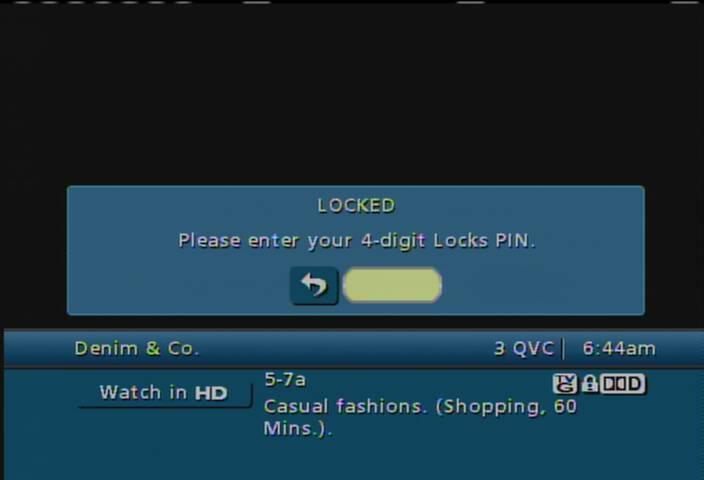 LOCKED
Please enter your 4-digit Locks PIN.
Denim & Co.
3 QVC | 6:44am
Watch in HD
5-7a
TV G
Casual fashions. (Shopping, 60
Mins.).